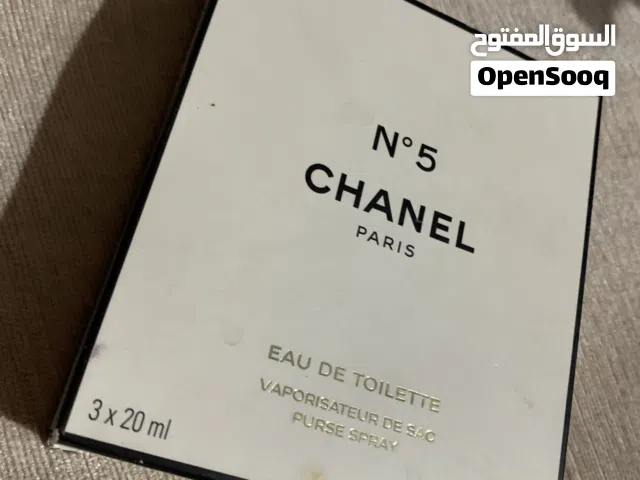 السوق المفتوح
OpenSooq
N°5
CHANEL
PARIS
EAU DE TOILETTE
VAPORISATEUR DE SAC
PURSE SPRAY
3 x 20 ml